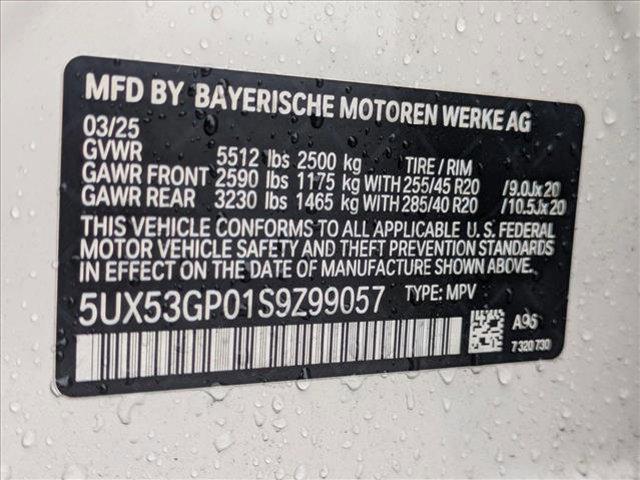 MFD BY BAYERISCHE MOTOREN WERKE AG
03/25
GVWR 5512 lbs 2500 kg TIRE / RIM
GAWR FRONT 2590 lbs 1175 kg WITH 255/45 R20 /9.0Jx20
GAWR REAR 3230 lbs 1465 kg WITH 285/40 R20 /10.5Jx20
THIS VEHICLE CONFORMS TO ALL APPLICABLE U.S. FEDERAL
MOTOR VEHICLE SAFETY AND THEFT PREVENTION STANDARDS
IN EFFECT ON THE DATE OF MANUFACTURE SHOWN ABOVE.
5UX53GP01S9Z99057 TYPE: MPV
A96
7 320 730